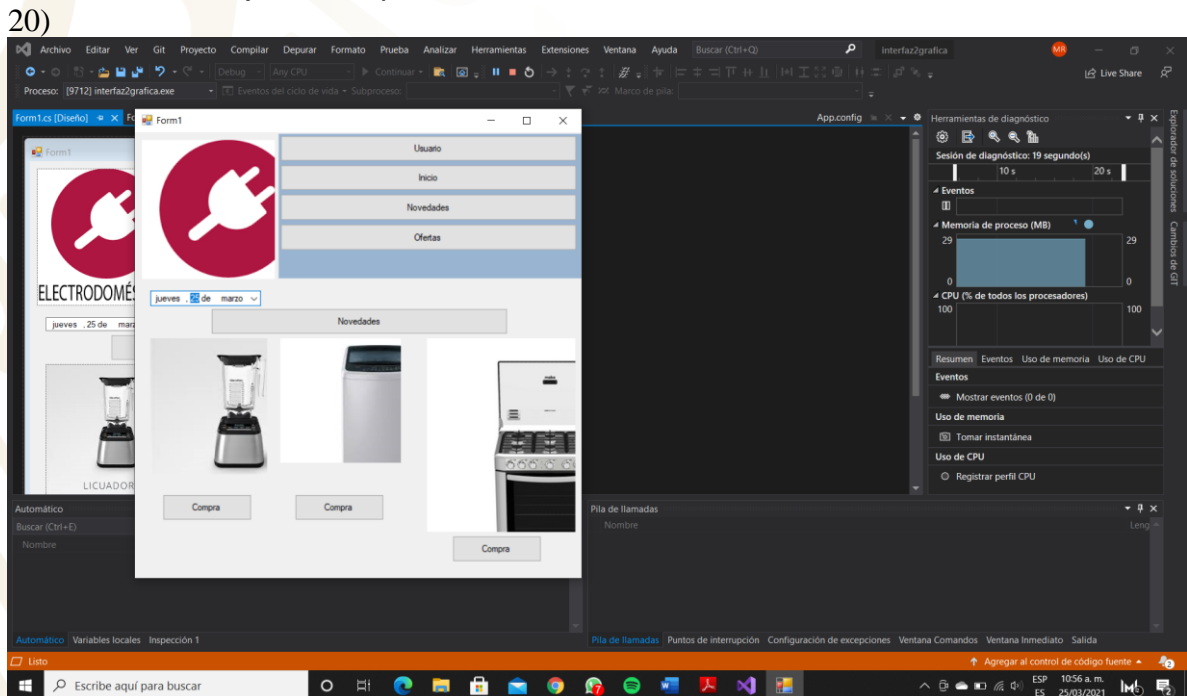 20)
Archivo Editar Ver Git Proyecto Compilar Depurar Formato Prueba Analizar Herramientas Extensiones Ventana Ayuda Buscar (Ctrl+Q) interfaz2grafica MR
Debug Any CPU Continuar Live Share
Proceso: [9712] interfaz2grafica.exe Eventos del ciclo de vida Subproceso: Marco de pila:
Form1.cs [Diseño] Form1 App.config Herramientas de diagnóstico
Explorador de soluciones Cambios de GIT
Form1
ELECTRODOMÉS
jueves , 25 de
LICUADOR
Usuario
Inicio
Novedades
Ofertas
jueves , 25 de marzo
Novedades
Compra Compra
Compra
Sesión de diagnóstico: 19 segundo(s)
10 s 20 s
Eventos
Memoria de proceso (MB)
29 29
0 0
CPU (% de todos los procesadores)
100 100
Resumen Eventos Uso de memoria Uso de CPU
Eventos
Mostrar eventos (0 de 0)
Uso de memoria
Tomar instantánea
Uso de CPU
Registrar perfil CPU
Automático
Buscar (Ctrl+E)
Nombre
Pila de llamadas
Nombre Leng
Automático Variables locales Inspección 1
Pila de llamadas Puntos de interrupción Configuración de excepciones Ventana Comandos Ventana Inmediato Salida
Listo Agregar al control de código fuente 2
Escribe aquí para buscar
ESP 10:56 a. m.
ES 25/03/2021